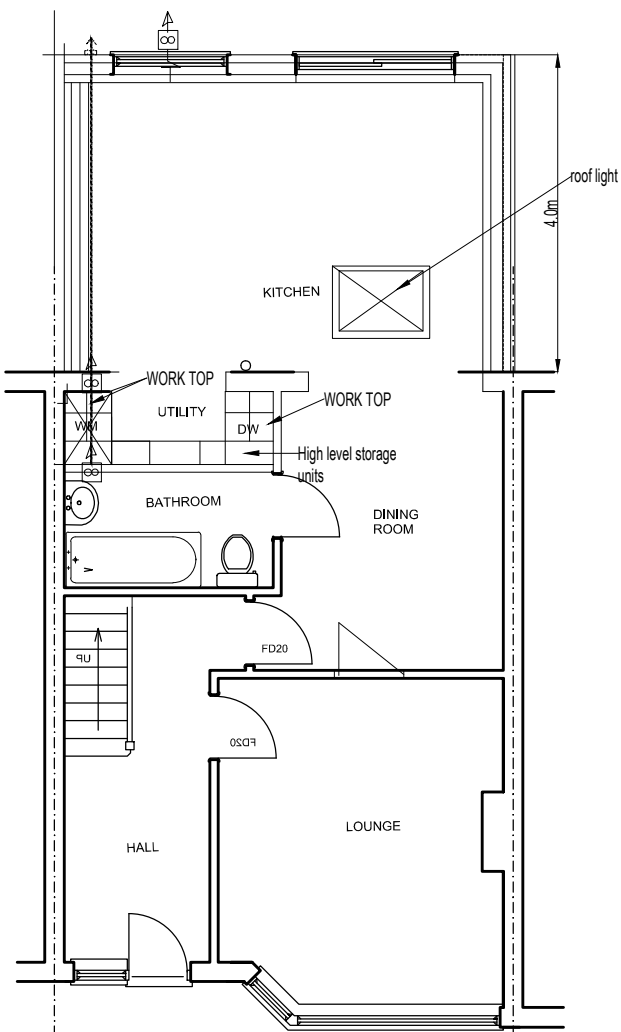 roof light
4.0m
KITCHEN
WORK TOP
UTILITY
WORK TOP
WM
DW
High level storage
units
BATHROOM
DINING
ROOM
FD20
UP
FD20
LOUNGE
HALL